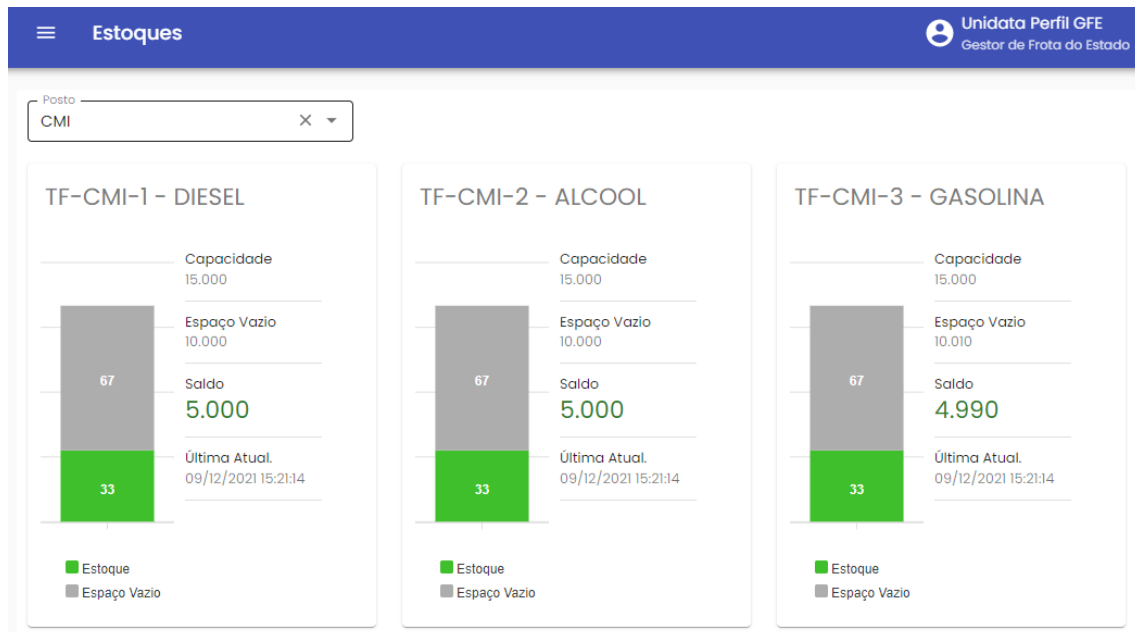 Estoques
Unidata Perfil GFE
Gestor de Frota do Estado
Posto
CMI
TF-CMI-1 - DIESEL
Capacidade
15.000
Espaço Vazio
10.000
67
Saldo
5.000
Última Atual.
09/12/2021 15:21:14
33
Estoque
Espaço Vazio
TF-CMI-2 - ALCOOL
Capacidade
15.000
Espaço Vazio
10.000
67
Saldo
5.000
Última Atual.
09/12/2021 15:21:14
33
Estoque
Espaço Vazio
TF-CMI-3 - GASOLINA
Capacidade
15.000
Espaço Vazio
10.010
67
Saldo
4.990
Última Atual.
09/12/2021 15:21:14
33
Estoque
Espaço Vazio